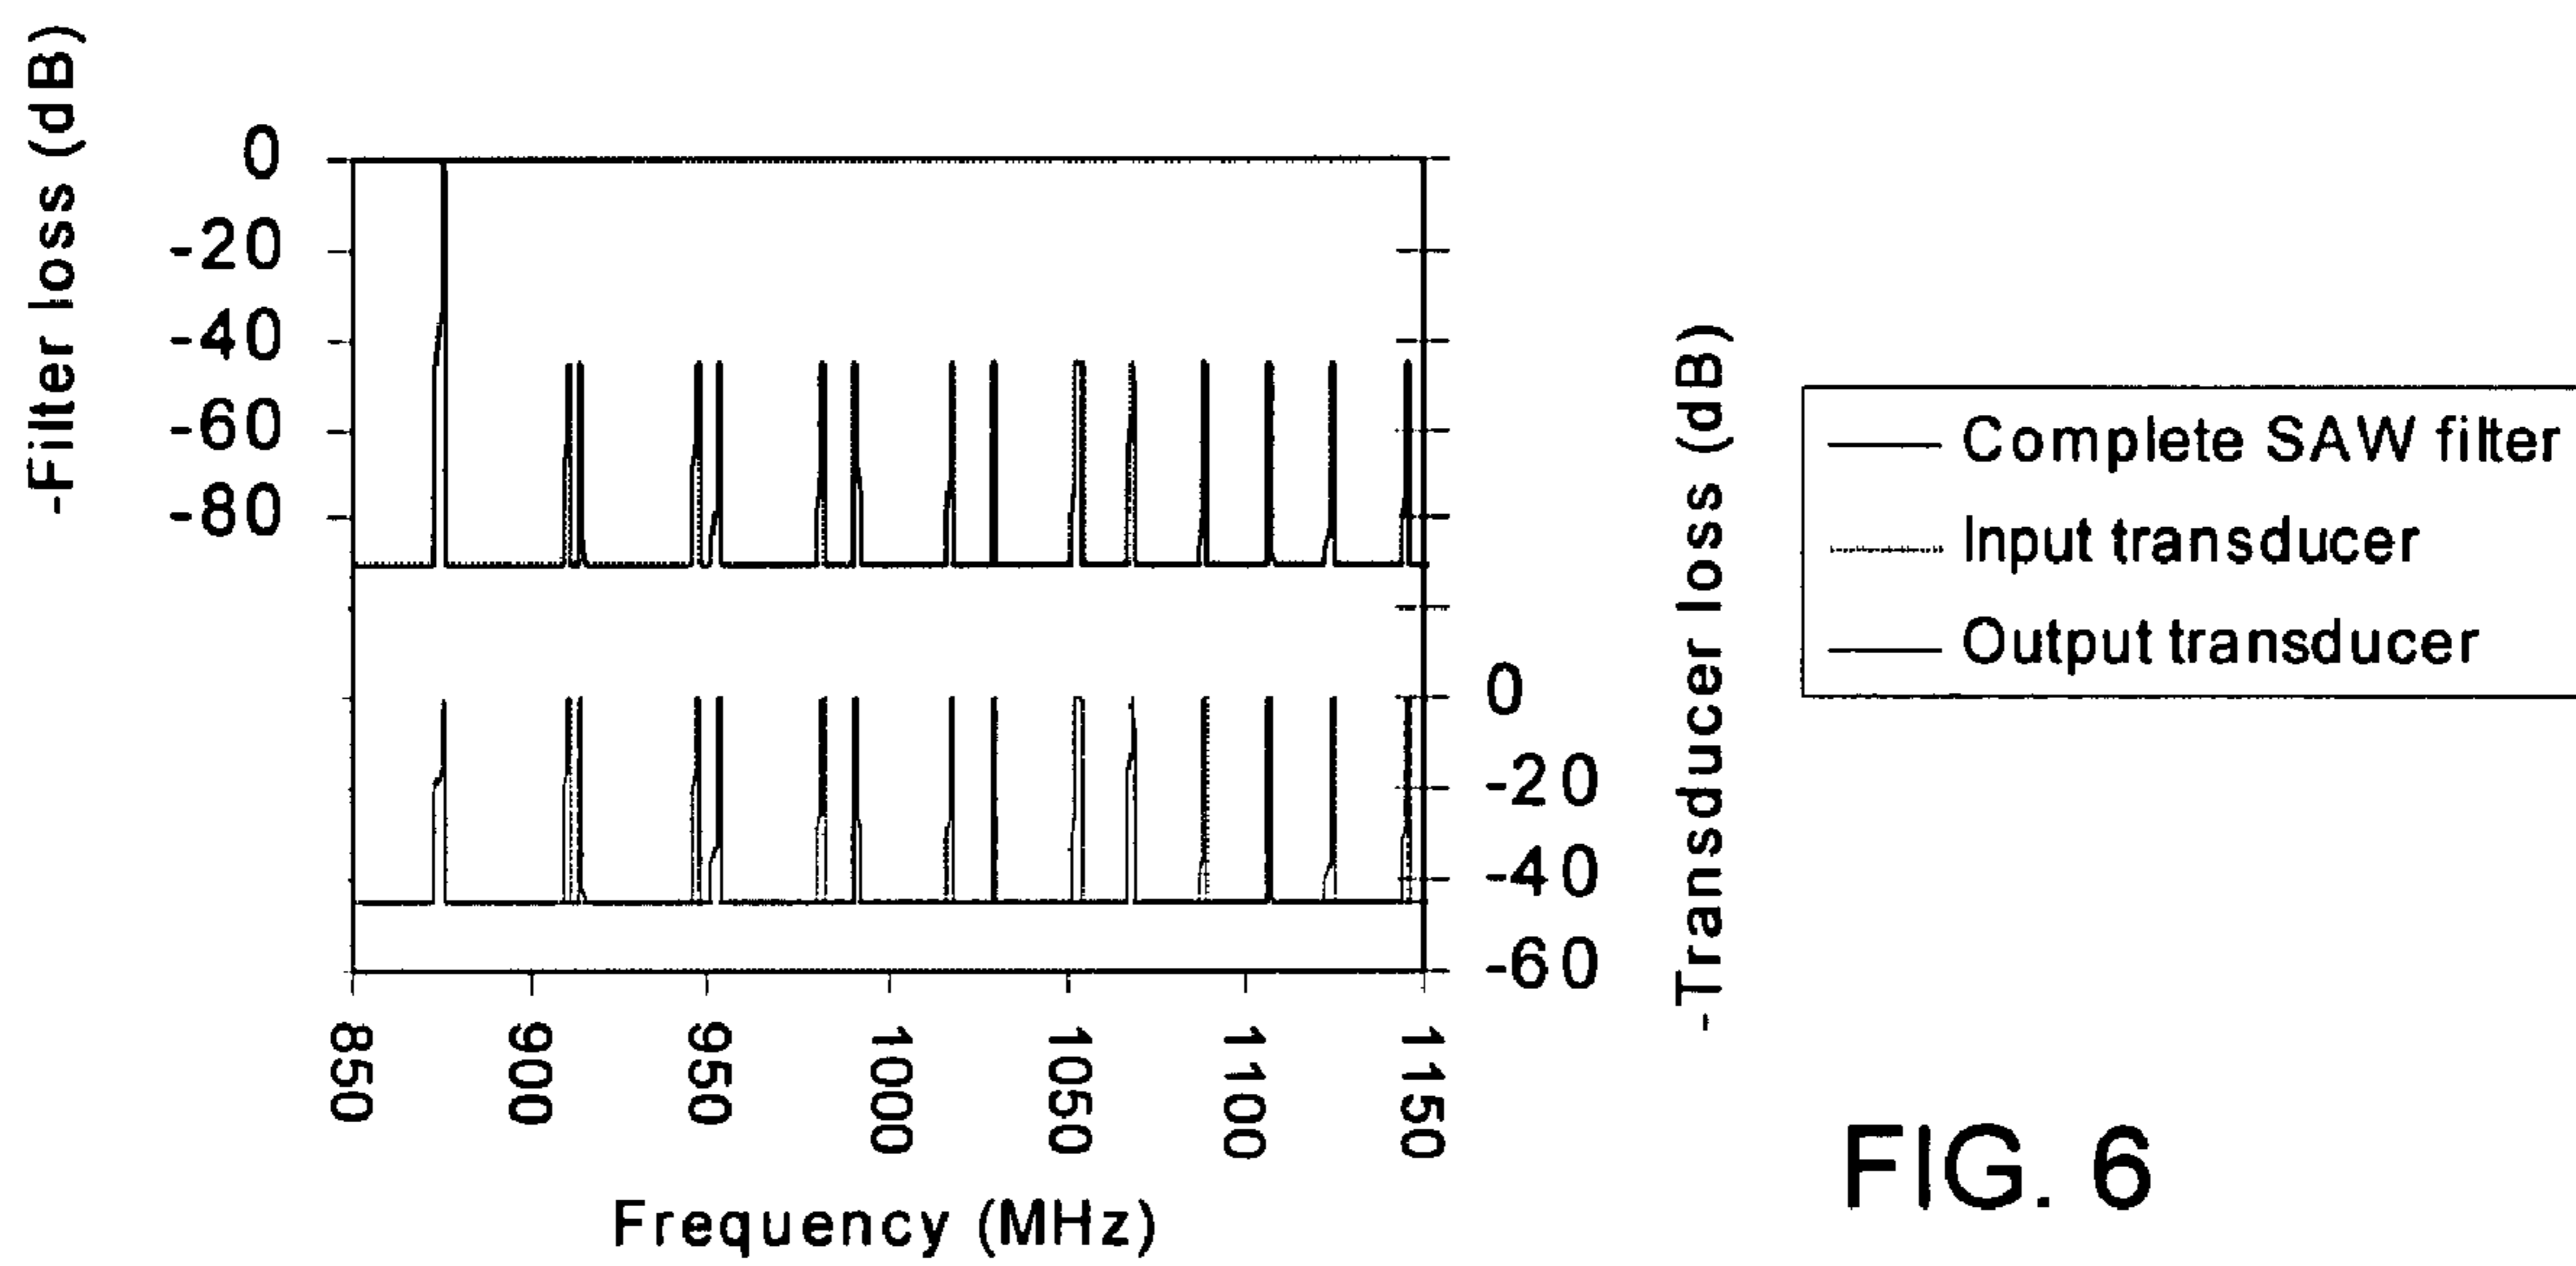 -Filter loss (dB)
0
-20
-40
-60
-80
0
-20
-40
-60
-Transducer loss (dB)
850
900
950
1000
1050
1100
1150
Frequency (MHz)
Complete SAW filter
Input transducer
Output transducer
FIG. 6